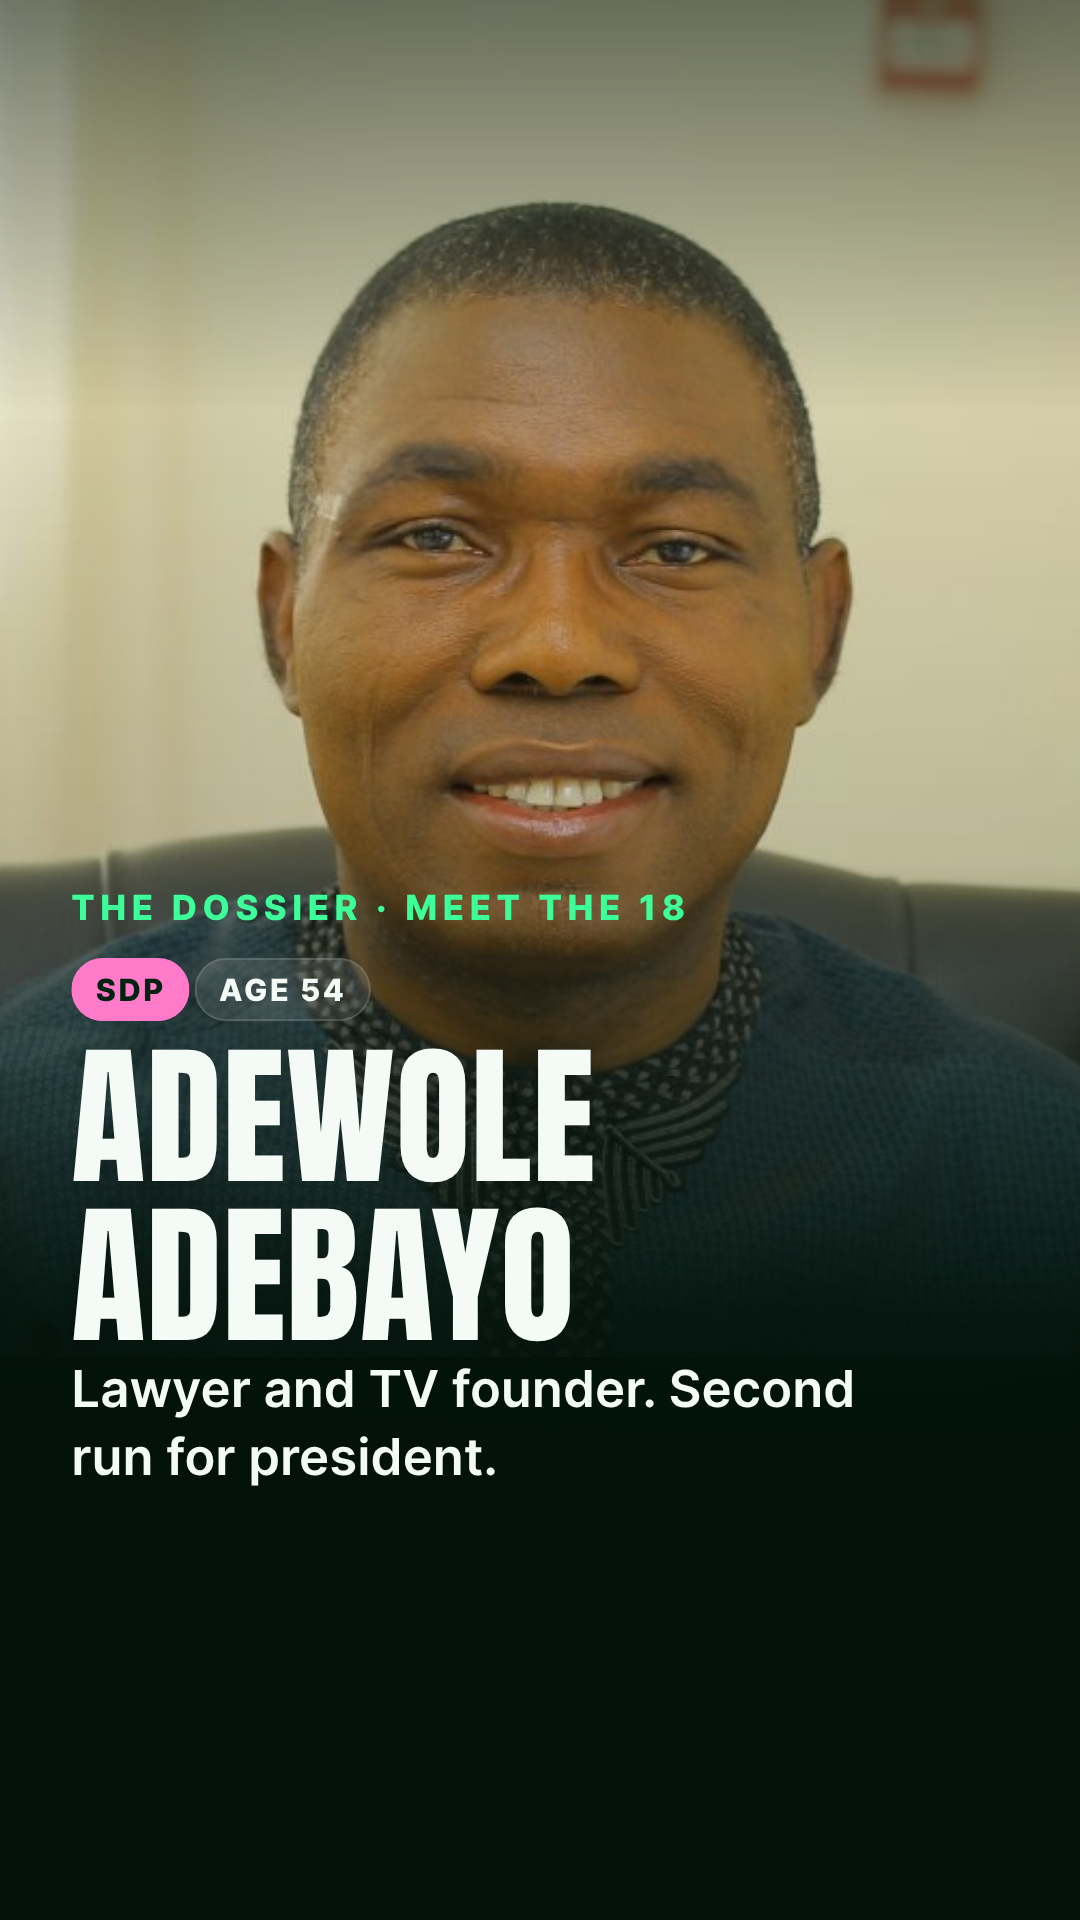 THE DOSSIER · MEET THE 18
SDP AGE 54
ADEWOLE
ADEBAYO
Lawyer and TV founder. Second
run for president.